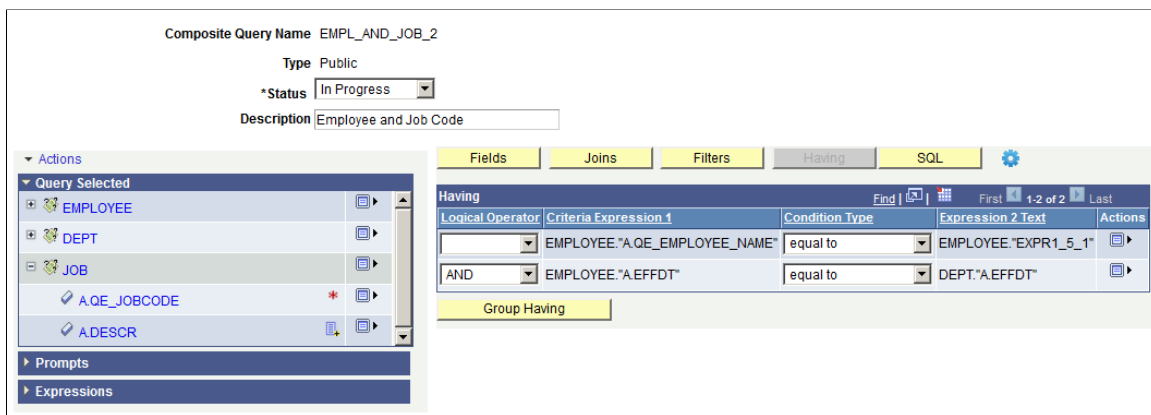 Composite Query Name EMPL_AND_JOB_2
Type Public
*Status In Progress
Description Employee and Job Code
Actions
Query Selected
EMPLOYEE
DEPT
JOB
A.QE_JOBCODE *
A.DESCR
Prompts
Expressions
Fields Joins Filters Having SQL
Having Find | | First 1-2 of 2 Last
Logical Operator Criteria Expression 1 Condition Type Expression 2 Text Actions
EMPLOYEE."A.QE_EMPLOYEE_NAME" equal to EMPLOYEE."EXPR1_5_1"
AND EMPLOYEE."A.EFFDT" equal to DEPT."A.EFFDT"
Group Having